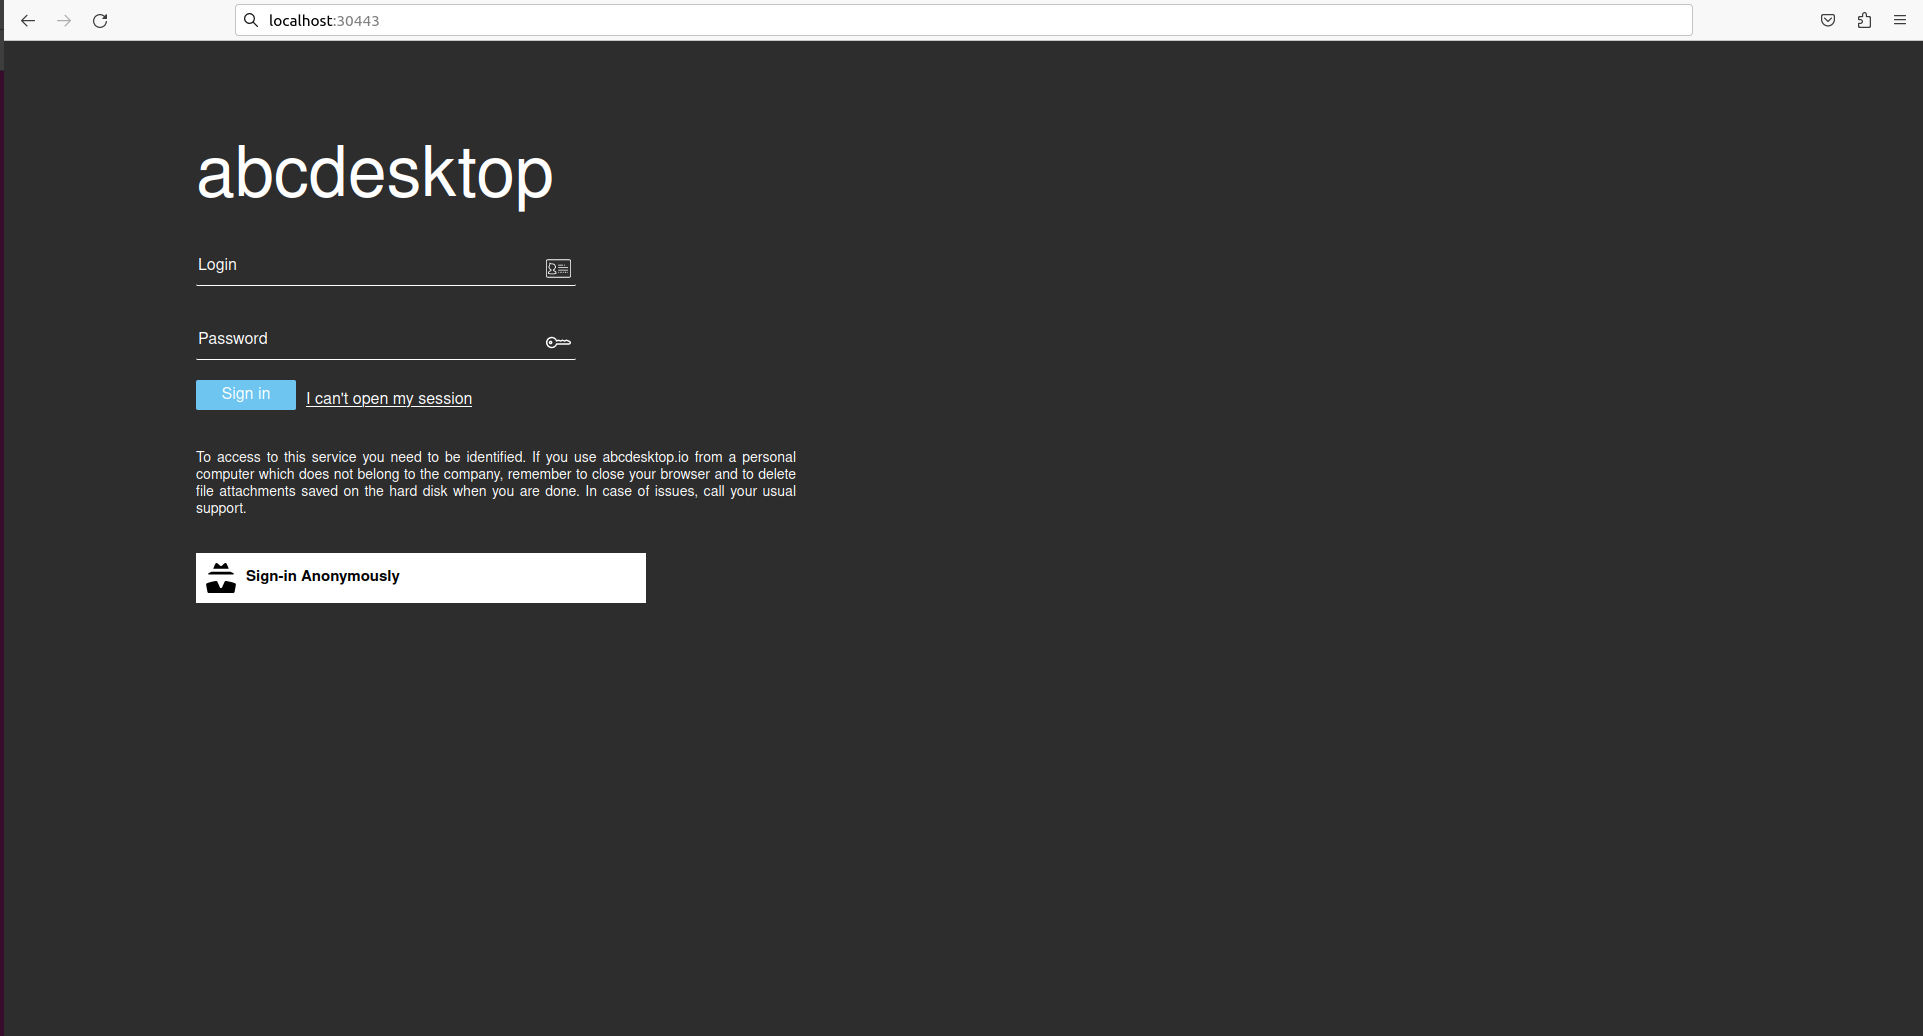 localhost:30443
abcdesktop
Login
Password
Sign in
I can't open my session
To access to this service you need to be identified. If you use abcdesktop.io from a personal
computer which does not belong to the company, remember to close your browser and to delete
file attachments saved on the hard disk when you are done. In case of issues, call your usual
support.
Sign-in Anonymously